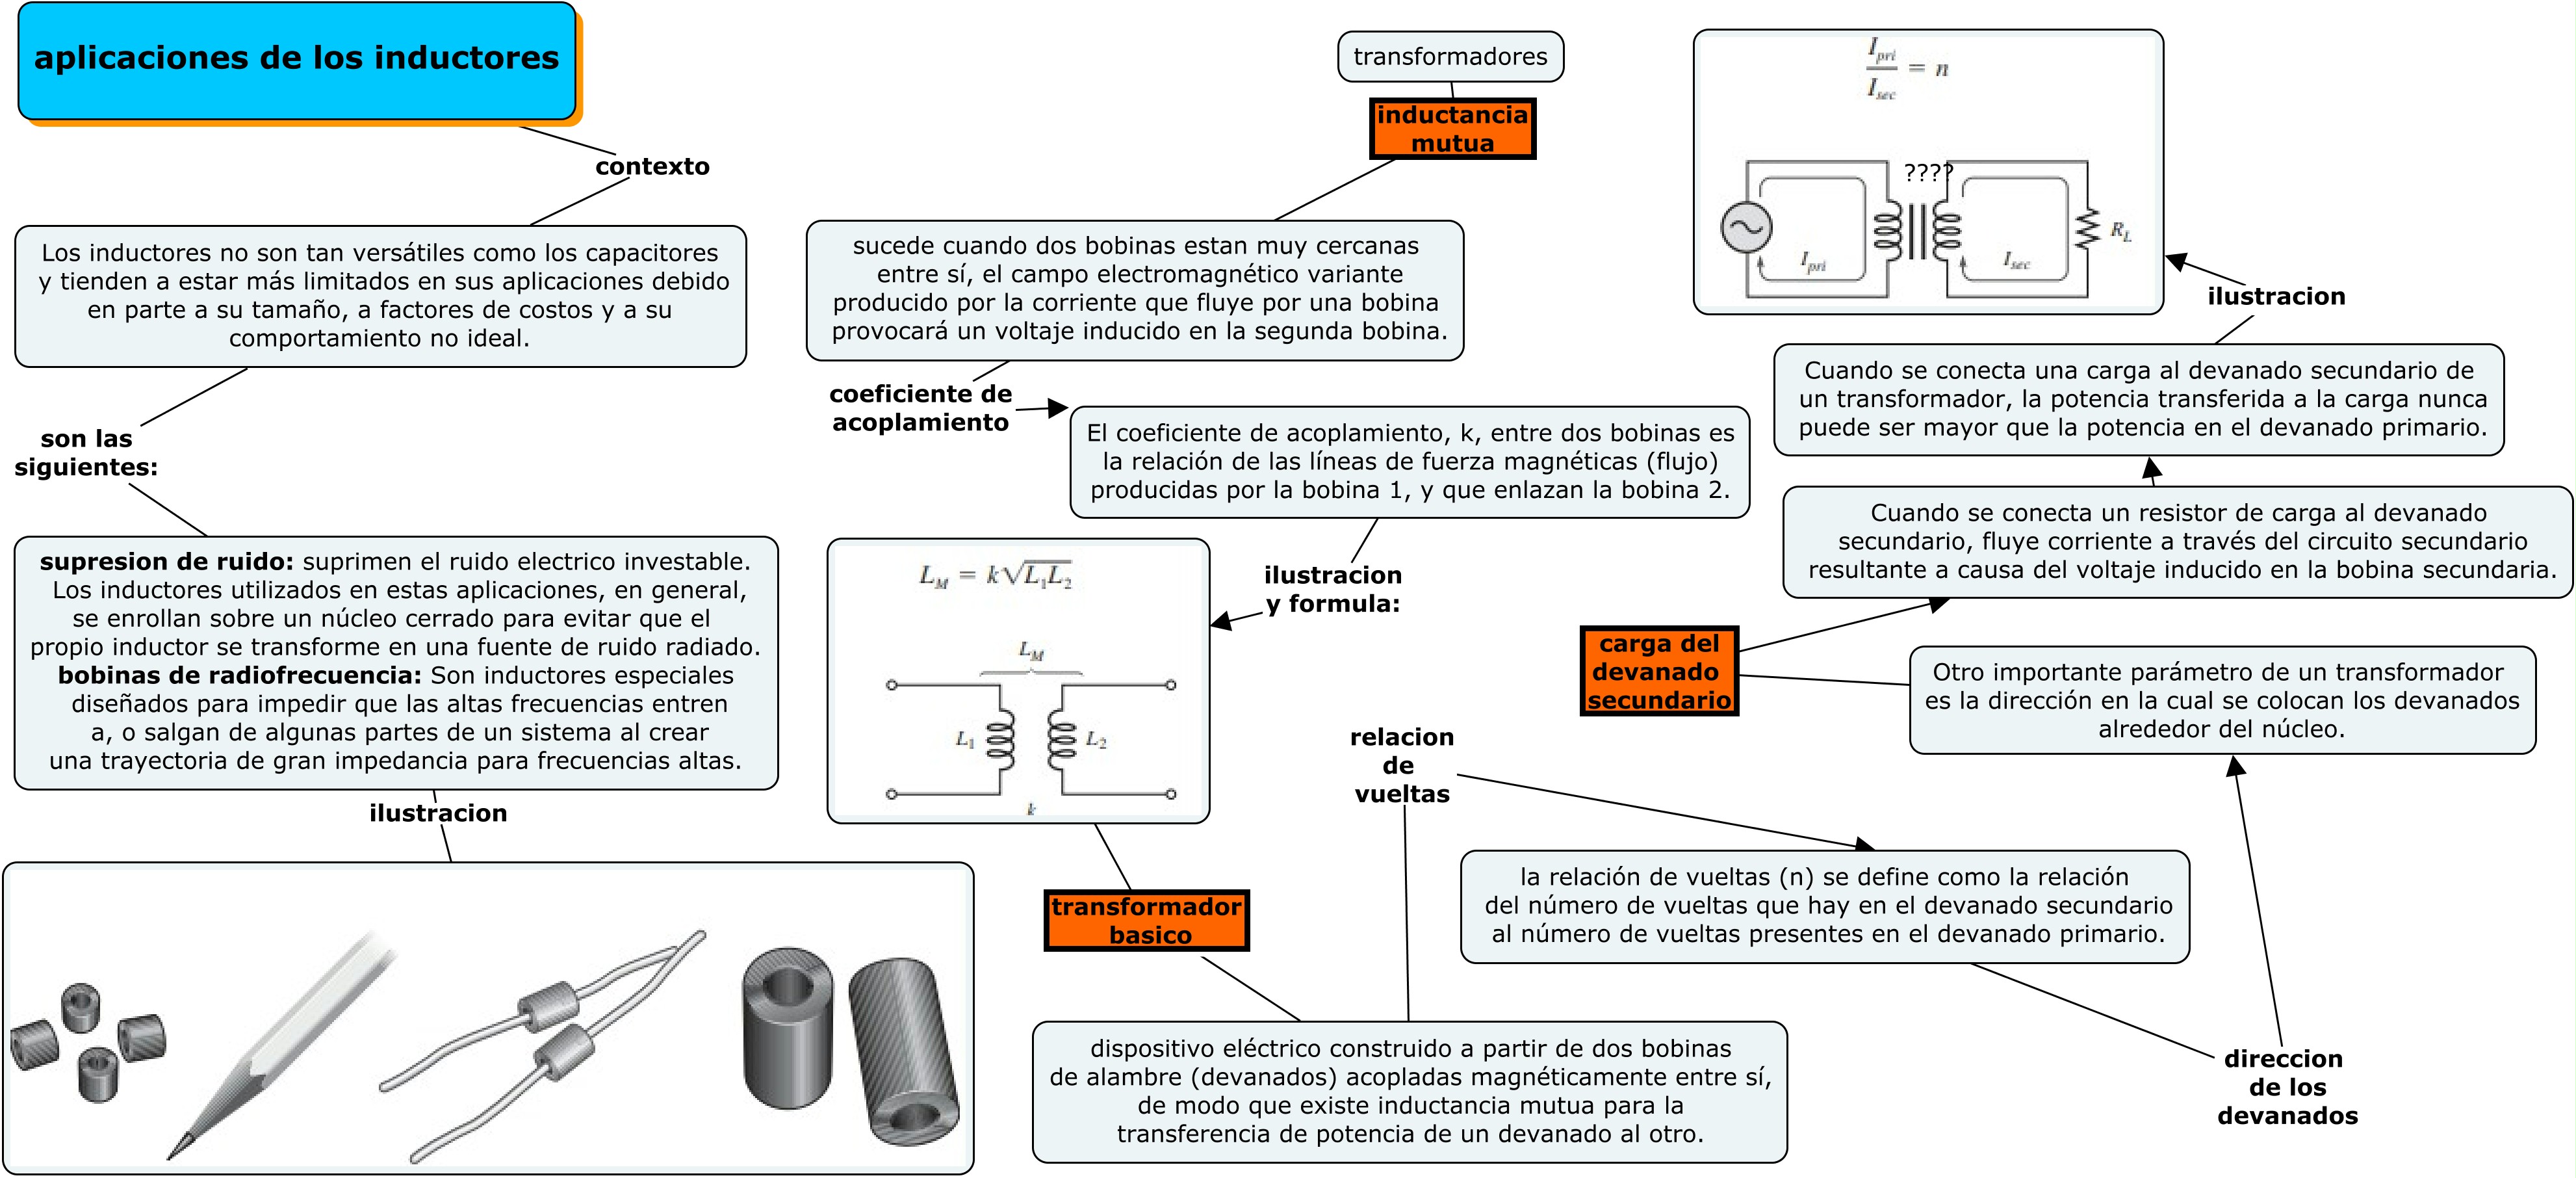 aplicaciones de los inductores
contexto
Los inductores no son tan versátiles como los capacitores
y tienden a estar más limitados en sus aplicaciones debido
en parte a su tamaño, a factores de costos y a su
comportamiento no ideal.
son las
siguientes:
supresion de ruido: suprimen el ruido electrico investable.
Los inductores utilizados en estas aplicaciones, en general,
se enrollan sobre un núcleo cerrado para evitar que el
propio inductor se transforme en una fuente de ruido radiado.
bobinas de radiofrecuencia: Son inductores especiales
diseñados para impedir que las altas frecuencias entren
a, o salgan de algunas partes de un sistema al crear
una trayectoria de gran impedancia para frecuencias altas.
ilustracion
transformadores
inductancia
mutua
sucede cuando dos bobinas estan muy cercanas
entre sí, el campo electromagnético variante
producido por la corriente que fluye por una bobina
provocará un voltaje inducido en la segunda bobina.
coeficiente de
acoplamiento
El coeficiente de acoplamiento, k, entre dos bobinas es
la relación de las líneas de fuerza magnéticas (flujo)
producidas por la bobina 1, y que enlazan la bobina 2.
ilustracion
y formula:
L_M = k√L₁L₂
L_M
L₁
L₂
k
transformador
basico
dispositivo eléctrico construido a partir de dos bobinas
de alambre (devanados) acopladas magnéticamente entre sí,
de modo que existe inductancia mutua para la
transferencia de potencia de un devanado al otro.
relacion
de
vueltas
la relación de vueltas (n) se define como la relación
del número de vueltas que hay en el devanado secundario
al número de vueltas presentes en el devanado primario.
direccion
de los
devanados
Otro importante parámetro de un transformador
es la dirección en la cual se colocan los devanados
alrededor del núcleo.
carga del
devanado
secundario
Cuando se conecta un resistor de carga al devanado
secundario, fluye corriente a través del circuito secundario
resultante a causa del voltaje inducido en la bobina secundaria.
Cuando se conecta una carga al devanado secundario de
un transformador, la potencia transferida a la carga nunca
puede ser mayor que la potencia en el devanado primario.
ilustracion
I_pri / I_sec = n
????
I_pri
I_sec
R_L